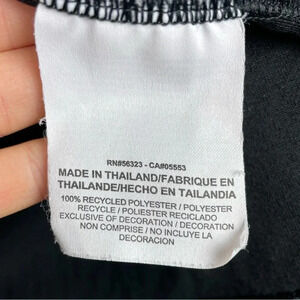 RN#56323 - CA#05553
MADE IN THAILAND/FABRIQUE EN
THAILANDE/HECHO EN TAILANDIA
100% RECYCLED POLYESTER / POLYESTER
RECYCLE / POLIESTER RECICLADO
EXCLUSIVE OF DECORATION / DECORATION
NON COMPRISE / NO INCLUYE LA
DECORACION